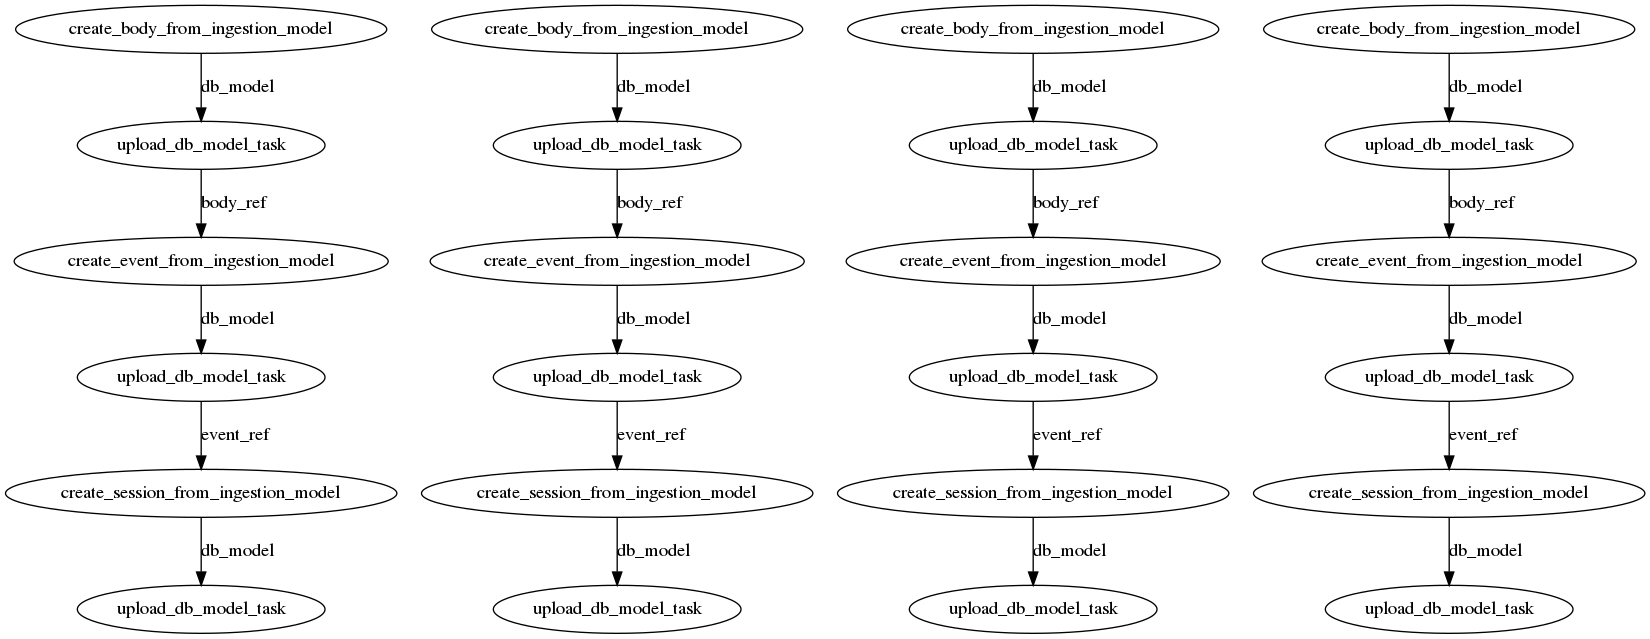 create_body_from_ingestion_model create_body_from_ingestion_model create_body_from_ingestion_model create_body_from_ingestion_model
db_model db_model db_model db_model
upload_db_model_task upload_db_model_task upload_db_model_task upload_db_model_task
body_ref body_ref body_ref body_ref
create_event_from_ingestion_model create_event_from_ingestion_model create_event_from_ingestion_model create_event_from_ingestion_model
db_model db_model db_model db_model
upload_db_model_task upload_db_model_task upload_db_model_task upload_db_model_task
event_ref event_ref event_ref event_ref
create_session_from_ingestion_model create_session_from_ingestion_model create_session_from_ingestion_model create_session_from_ingestion_model
db_model db_model db_model db_model
upload_db_model_task upload_db_model_task upload_db_model_task upload_db_model_task